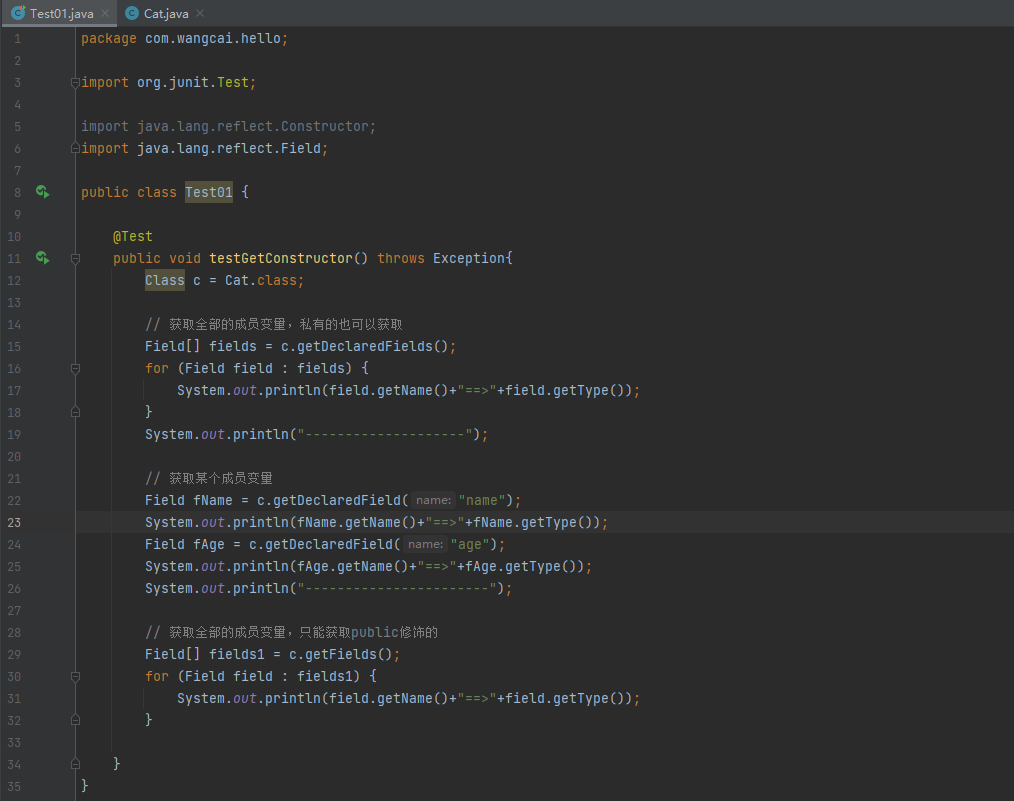 Test01.java Cat.java
1 package com.wangcai.hello;
2
3 import org.junit.Test;
4
5 import java.lang.reflect.Constructor;
6 import java.lang.reflect.Field;
7
8 public class Test01 {
9
10 @Test
11 public void testGetConstructor() throws Exception{
12 Class c = Cat.class;
13
14 // 获取全部的成员变量，私有的也可以获取
15 Field[] fields = c.getDeclaredFields();
16 for (Field field : fields) {
17 System.out.println(field.getName()+"==>"+field.getType());
18 }
19 System.out.println("--------------------");
20
21 // 获取某个成员变量
22 Field fName = c.getDeclaredField( name: "name");
23 System.out.println(fName.getName()+"==>"+fName.getType());
24 Field fAge = c.getDeclaredField( name: "age");
25 System.out.println(fAge.getName()+"==>"+fAge.getType());
26 System.out.println("-----------------------");
27
28 // 获取全部的成员变量，只能获取public修饰的
29 Field[] fields1 = c.getFields();
30 for (Field field : fields1) {
31 System.out.println(field.getName()+"==>"+field.getType());
32 }
33
34 }
35 }